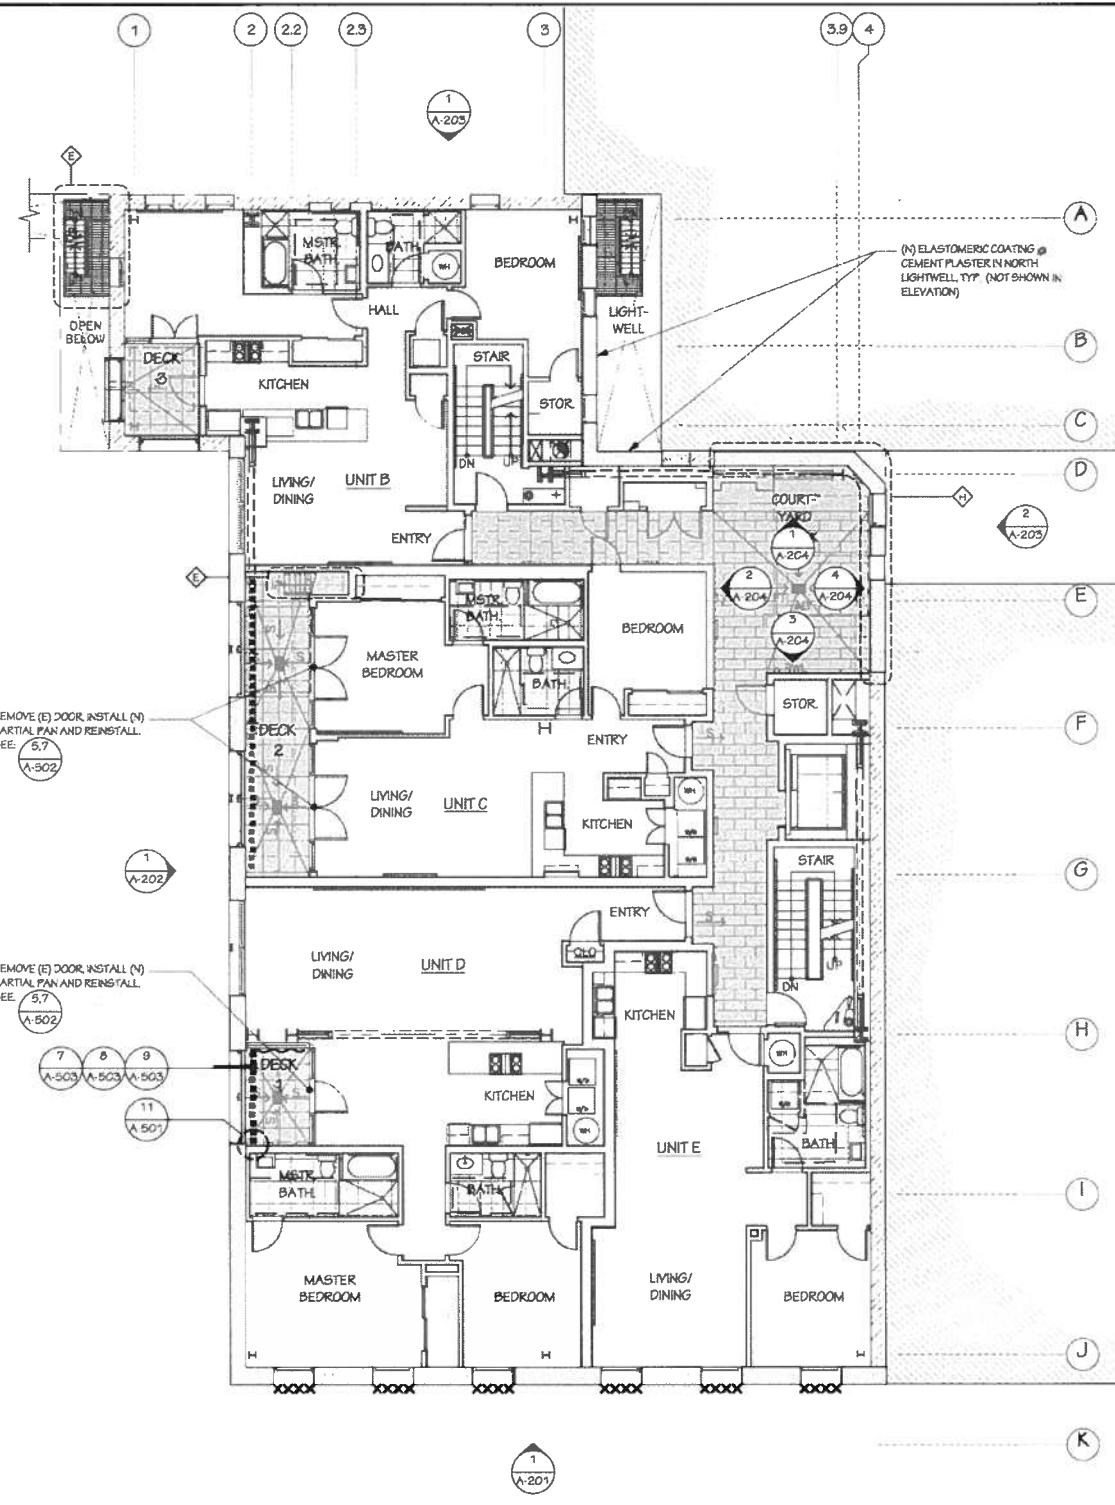 1
2
2.2
2.3
3
3.9
4
1
A-203
E
A
(N) ELASTOMERIC COATING @
CEMENT PLASTER IN NORTH
LIGHTWELL, TYP. (NOT SHOWN IN
ELEVATION)
MSTR.
BATH
BATH
WH
BEDROOM
HALL
OPEN
BELOW
LIGHT-
WELL
B
DECK
3
KITCHEN
STAIR
STOR.
C
DN
UP
D
LIVING/
DINING
UNIT B
ENTRY
COURT-
YARD
H
2
A-203
1
A-204
2
A-204
4
A-204
3
A-204
E
E
MSTR.
BATH
BEDROOM
MASTER
BEDROOM
S
BATH
STOR.
F
EMOVE (E) DOOR, INSTALL (N)
ARTIAL PAN AND REINSTALL.
EE:
5,7
A-502
DECK
2
ENTRY
S
LIVING/
DINING
UNIT C
WH
KITCHEN
W/D
1
A-202
STAIR
G
ENTRY
S
CLO
LIVING/
DINING
UNIT D
UP
DN
EMOVE (E) DOOR, INSTALL (N)
ARTIAL PAN AND REINSTALL.
EE:
5,7
A-502
KITCHEN
H
7
A-503
8
A-503
9
A-503
DECK
1
S
WH
KITCHEN
W/D
WH
W/D
11
A-501
UNIT E
BATH
MSTR.
BATH
BATH
I
MASTER
BEDROOM
BEDROOM
LIVING/
DINING
BEDROOM
J
K
1
A-201